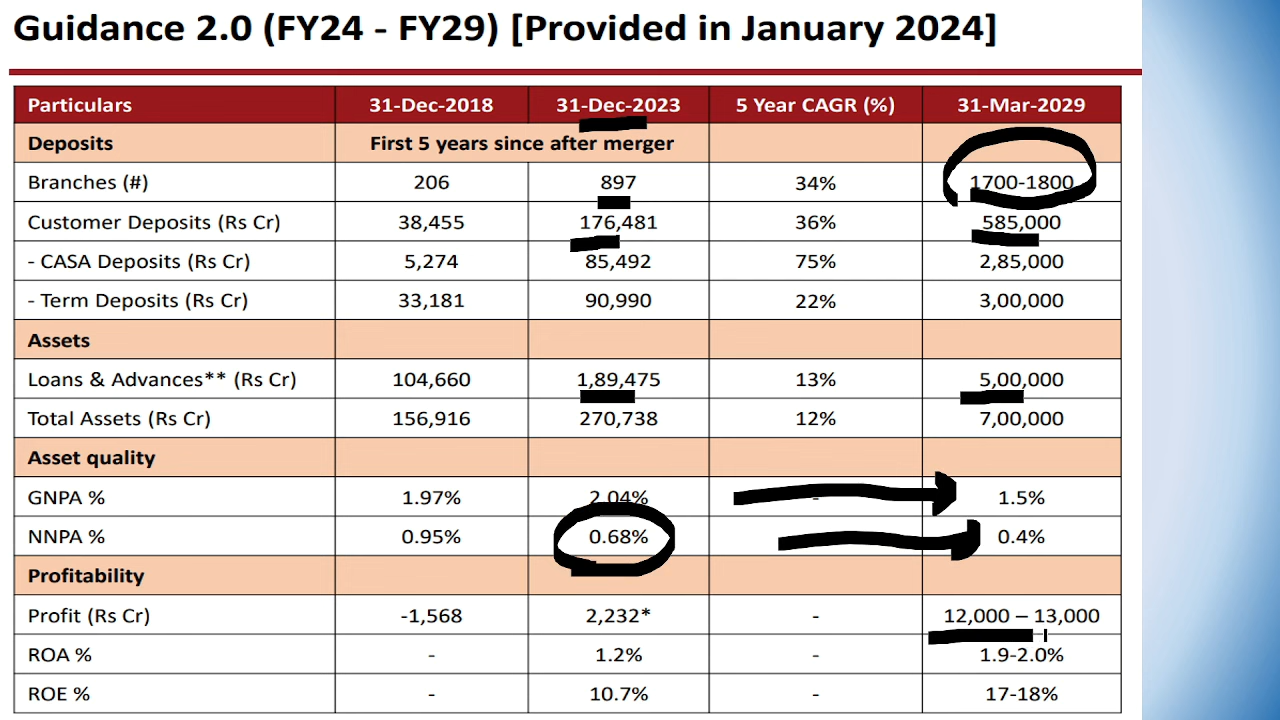 Guidance 2.0 (FY24 - FY29) [Provided in January 2024]
Particulars 31-Dec-2018 31-Dec-2023 5 Year CAGR (%) 31-Mar-2029
Deposits First 5 years since after merger
Branches (#) 206 897 34% 1700-1800
Customer Deposits (Rs Cr) 38,455 176,481 36% 585,000
- CASA Deposits (Rs Cr) 5,274 85,492 75% 2,85,000
- Term Deposits (Rs Cr) 33,181 90,990 22% 3,00,000
Assets
Loans & Advances** (Rs Cr) 104,660 1,89,475 13% 5,00,000
Total Assets (Rs Cr) 156,916 270,738 12% 7,00,000
Asset quality
GNPA % 1.97% 2.04% - 1.5%
NNPA % 0.95% 0.68% 0.4%
Profitability
Profit (Rs Cr) -1,568 2,232* - 12,000 – 13,000
ROA % - 1.2% - 1.9-2.0%
ROE % - 10.7% - 17-18%